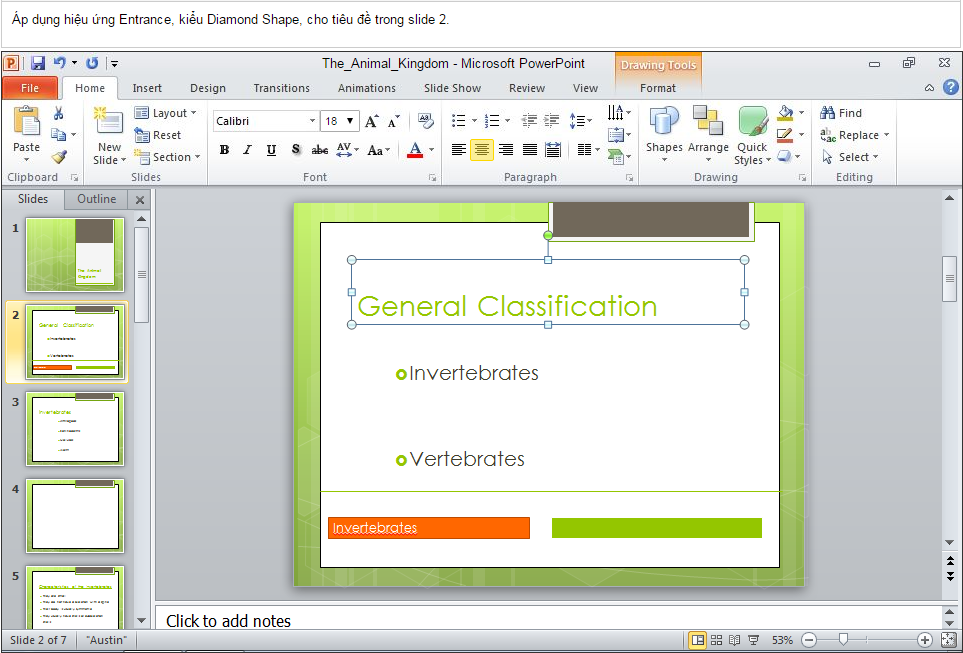 Áp dụng hiệu ứng Entrance, kiểu Diamond Shape, cho tiêu đề trong slide 2.
The_Animal_Kingdom - Microsoft PowerPoint
Drawing Tools
File Home Insert Design Transitions Animations Slide Show Review View Format
Paste
New Slide
Layout
Reset
Section
Calibri 18
B I U S abc AV Aa A
Shapes Arrange Quick Styles
Find
Replace
Select
Clipboard Slides Font Paragraph Drawing Editing
Slides Outline
1
The Animal Kingdom
2
General Classification
Invertebrates
Vertebrates
3
Invertebrates
4
5
Characteristics of the Invertebrates
General Classification
Invertebrates
Vertebrates
Invertebrates
Click to add notes
Slide 2 of 7 "Austin" 53%